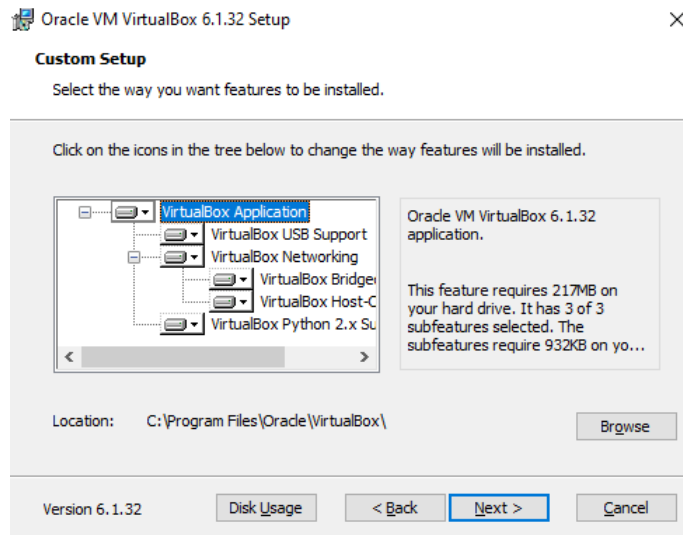 Oracle VM VirtualBox 6.1.32 Setup
Custom Setup
Select the way you want features to be installed.
Click on the icons in the tree below to change the way features will be installed.
VirtualBox Application
VirtualBox USB Support
VirtualBox Networking
VirtualBox Bridge
VirtualBox Host-C
VirtualBox Python 2.x Su
Oracle VM VirtualBox 6.1.32
application.
This feature requires 217MB on
your hard drive. It has 3 of 3
subfeatures selected. The
subfeatures require 932KB on yo...
Location: C:\Program Files\Oracle\VirtualBox\
Browse
Version 6.1.32
Disk Usage
< Back
Next >
Cancel